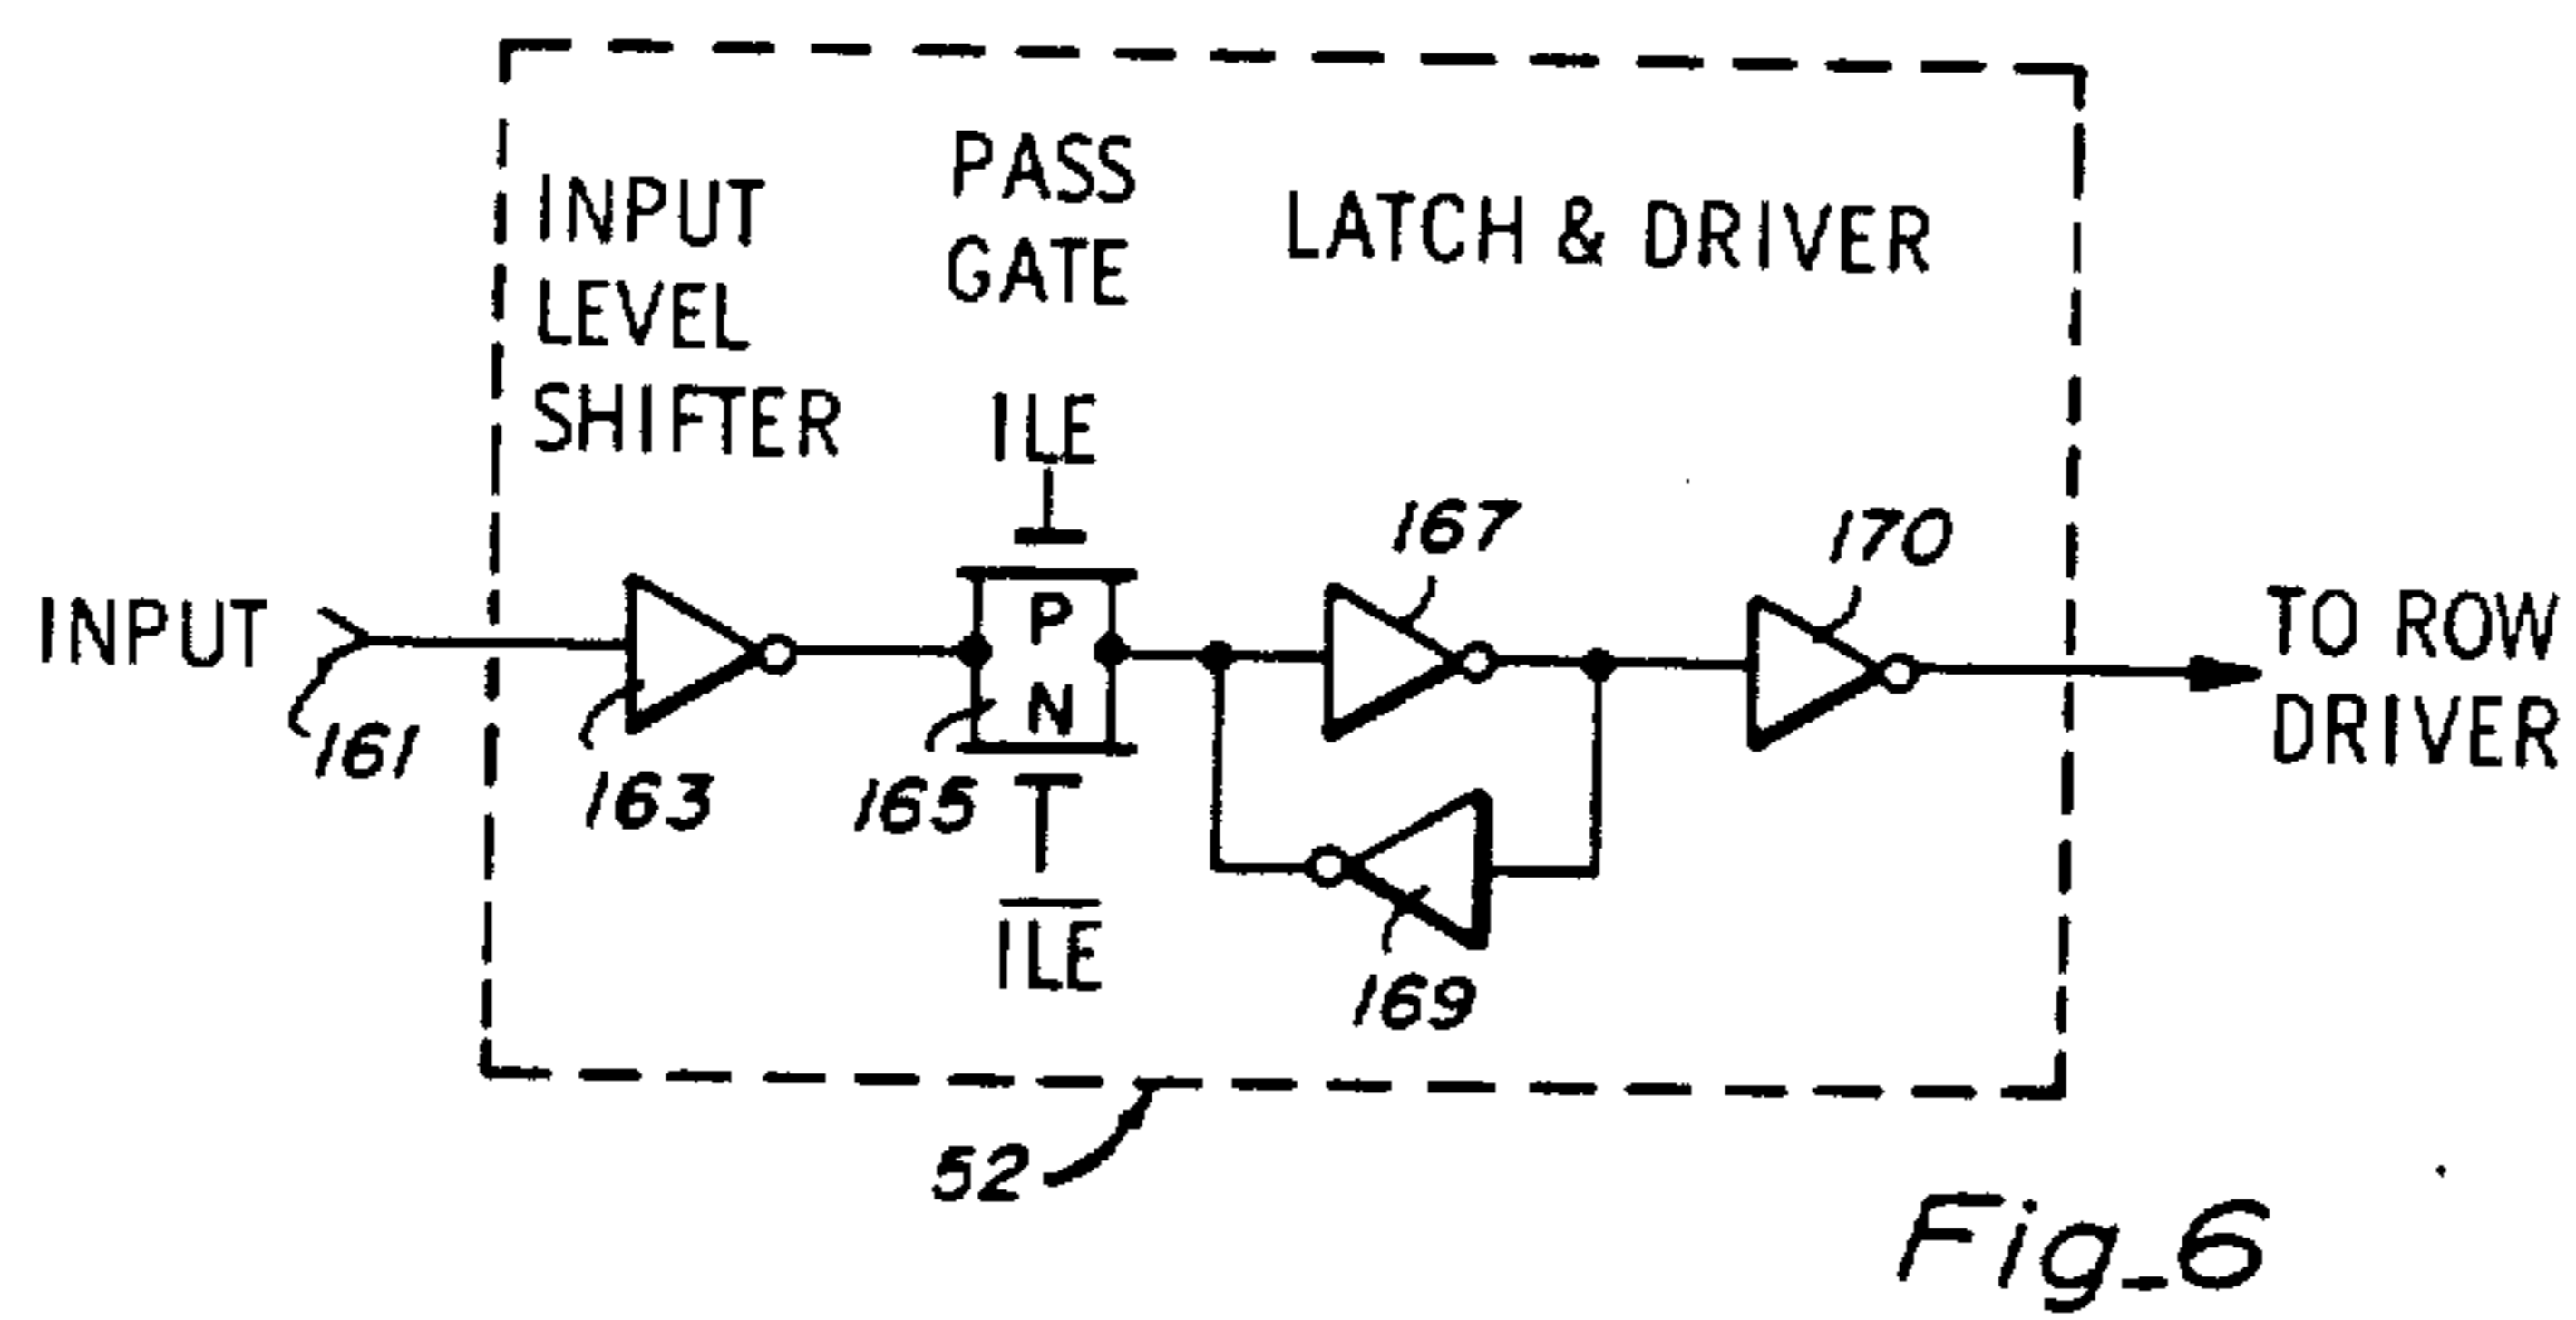 INPUT
LEVEL
SHIFTER
PASS
GATE
LATCH & DRIVER
ILE
P
N
I̅L̅E̅
INPUT
161
163
165
167
169
170
TO ROW
DRIVER
52
Fig_6